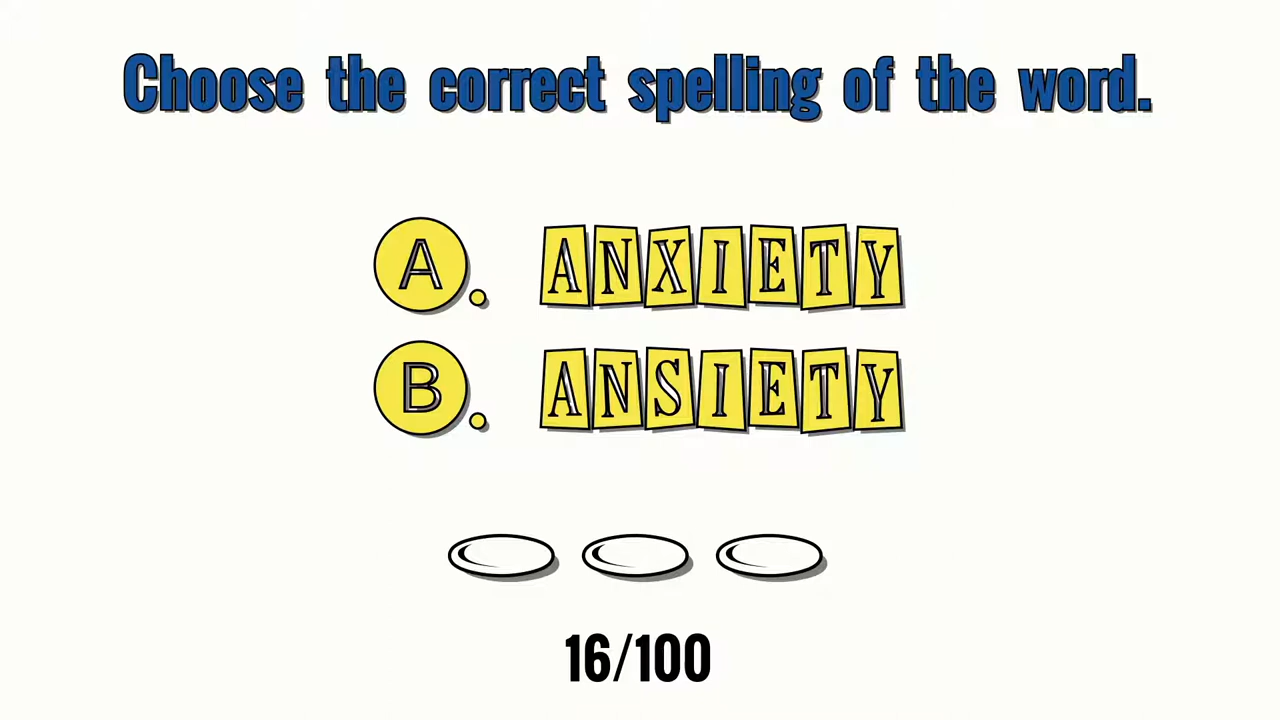 Choose the correct spelling of the word.
A. ANXIETY
B. ANSIETY
16/100